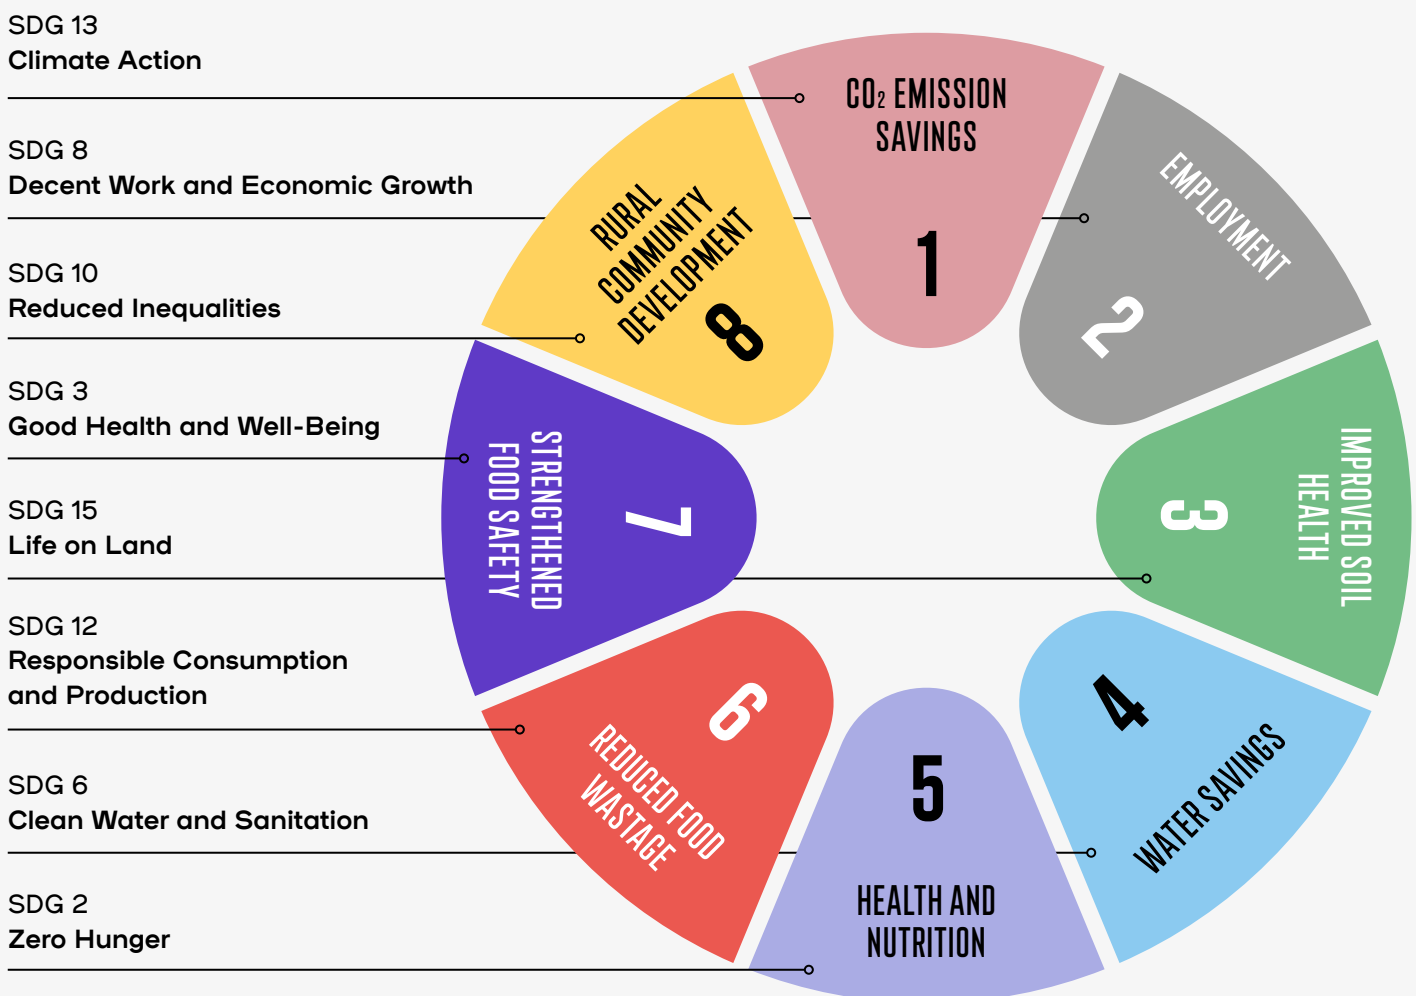 SDG 13
Climate Action
SDG 8
Decent Work and Economic Growth
SDG 10
Reduced Inequalities
SDG 3
Good Health and Well-Being
SDG 15
Life on Land
SDG 12
Responsible Consumption
and Production
SDG 6
Clean Water and Sanitation
SDG 2
Zero Hunger
CO₂ EMISSION
SAVINGS
1
EMPLOYMENT
2
IMPROVED SOIL
HEALTH
3
4
WATER SAVINGS
5
HEALTH AND
NUTRITION
6
REDUCED FOOD
WASTAGE
STRENGTHENED
FOOD SAFETY
7
RURAL
COMMUNITY
DEVELOPMENT
8